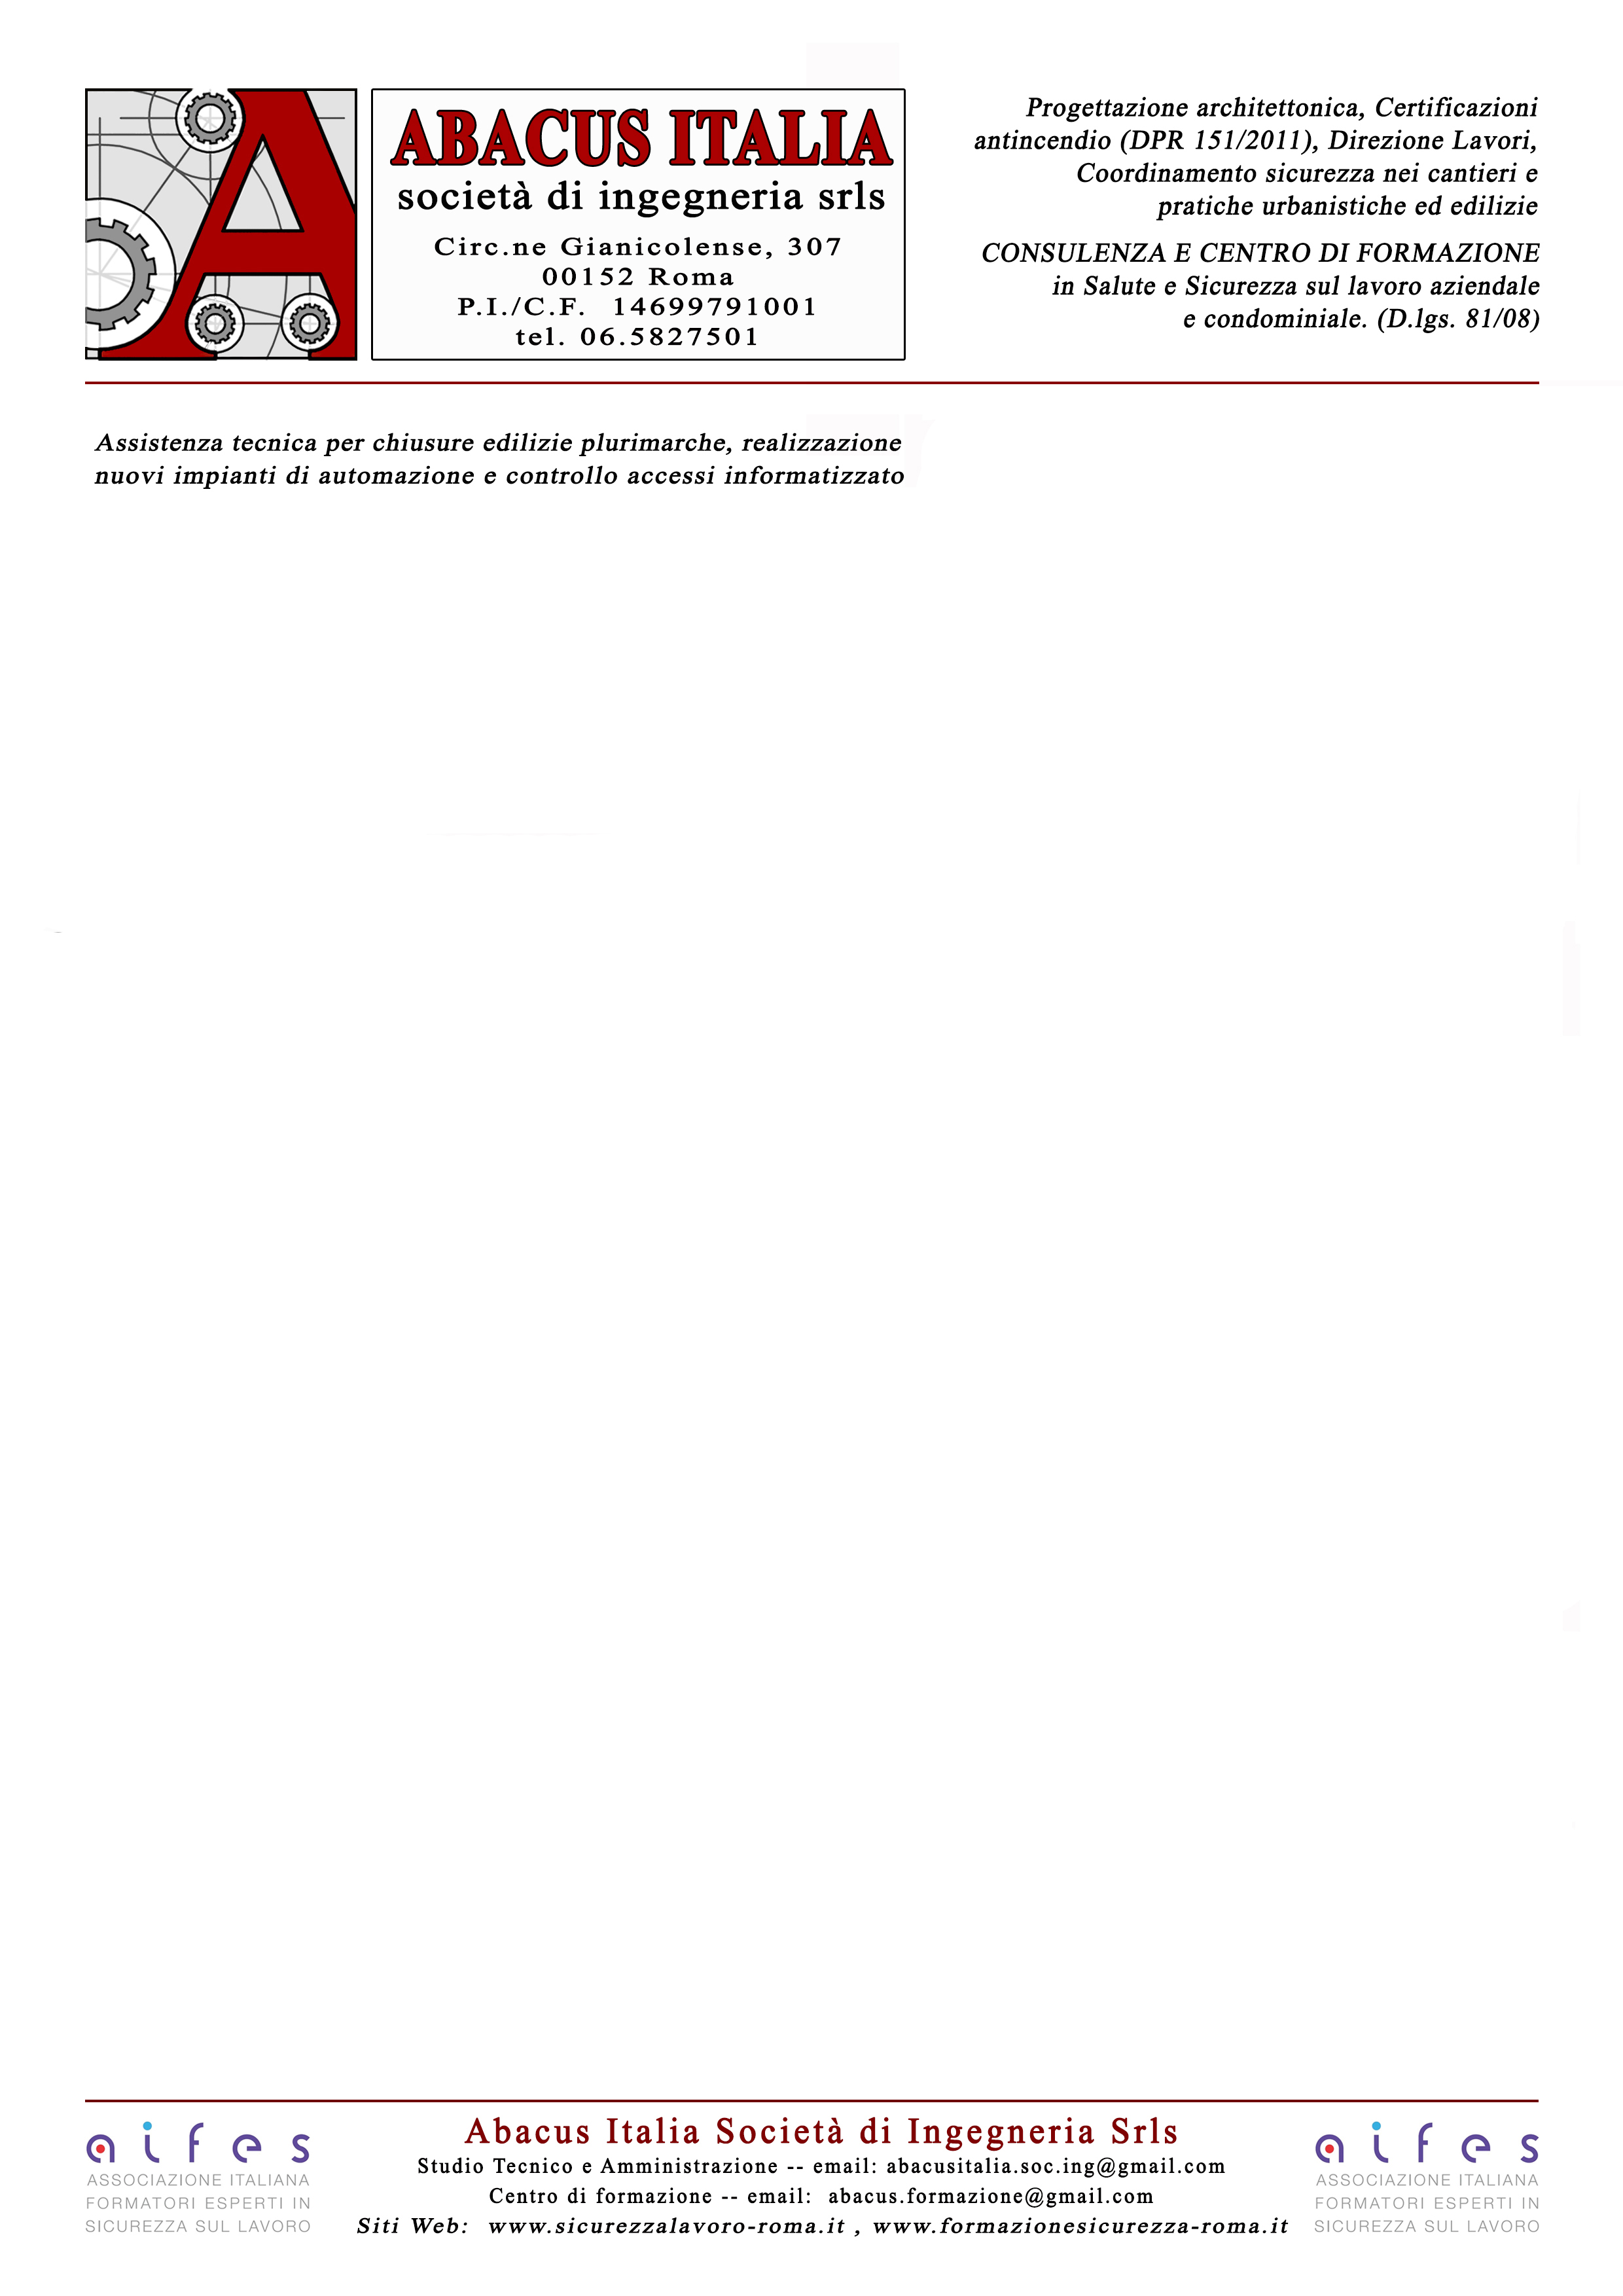 ABACUS ITALIA
società di ingegneria srls
Circ.ne Gianicolense, 307
00152 Roma
P.I./C.F. 14699791001
tel. 06.5827501
Progettazione architettonica, Certificazioni
antincendio (DPR 151/2011), Direzione Lavori,
Coordinamento sicurezza nei cantieri e
pratiche urbanistiche ed edilizie
CONSULENZA E CENTRO DI FORMAZIONE
in Salute e Sicurezza sul lavoro aziendale
e condominiale. (D.lgs. 81/08)
Assistenza tecnica per chiusure edilizie plurimarche, realizzazione
nuovi impianti di automazione e controllo accessi informatizzato
aifes
ASSOCIAZIONE ITALIANA
FORMATORI ESPERTI IN
SICUREZZA SUL LAVORO
Abacus Italia Società di Ingegneria Srls
Studio Tecnico e Amministrazione -- email: abacusitalia.soc.ing@gmail.com
Centro di formazione -- email: abacus.formazione@gmail.com
Siti Web: www.sicurezzalavoro-roma.it , www.formazionesicurezza-roma.it
aifes
ASSOCIAZIONE ITALIANA
FORMATORI ESPERTI IN
SICUREZZA SUL LAVORO